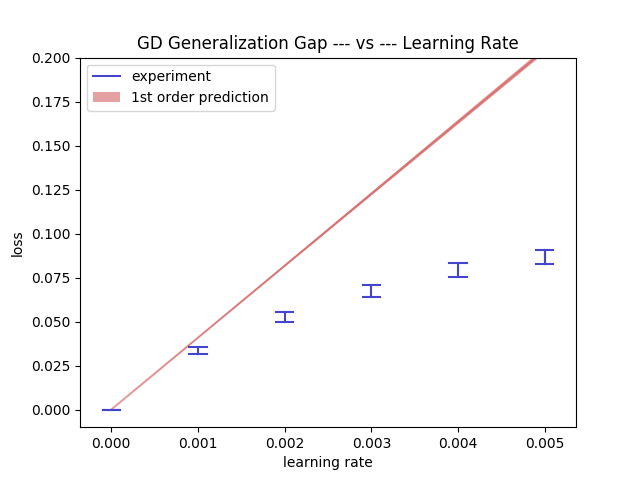 GD Generalization Gap --- vs --- Learning Rate
experiment
1st order prediction
0.200
0.175
0.150
0.125
0.100
0.075
0.050
0.025
0.000
loss
0.000 0.001 0.002 0.003 0.004 0.005
learning rate